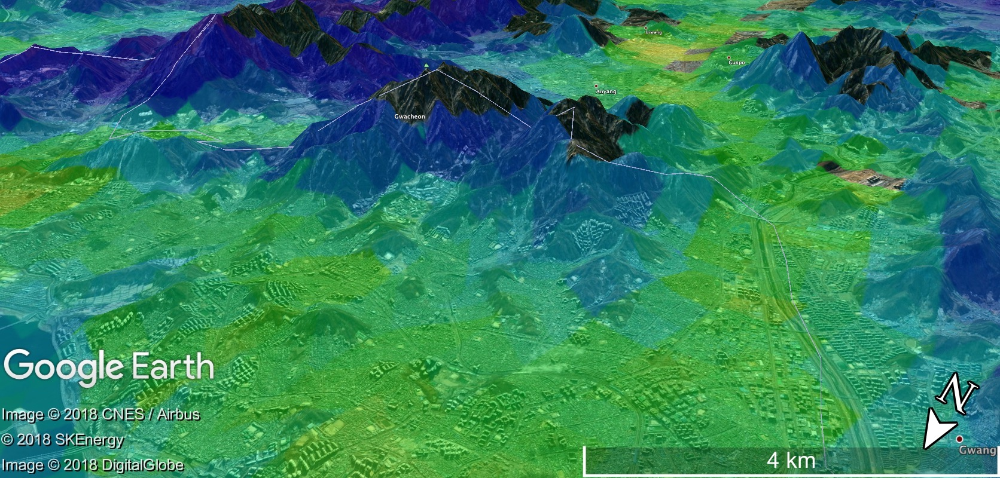 Uiwang
Gunpo
Anyang
Gwacheon
Google Earth
Image © 2018 CNES / Airbus
© 2018 SKEnergy
Image © 2018 DigitalGlobe
N
Gwang
4 km